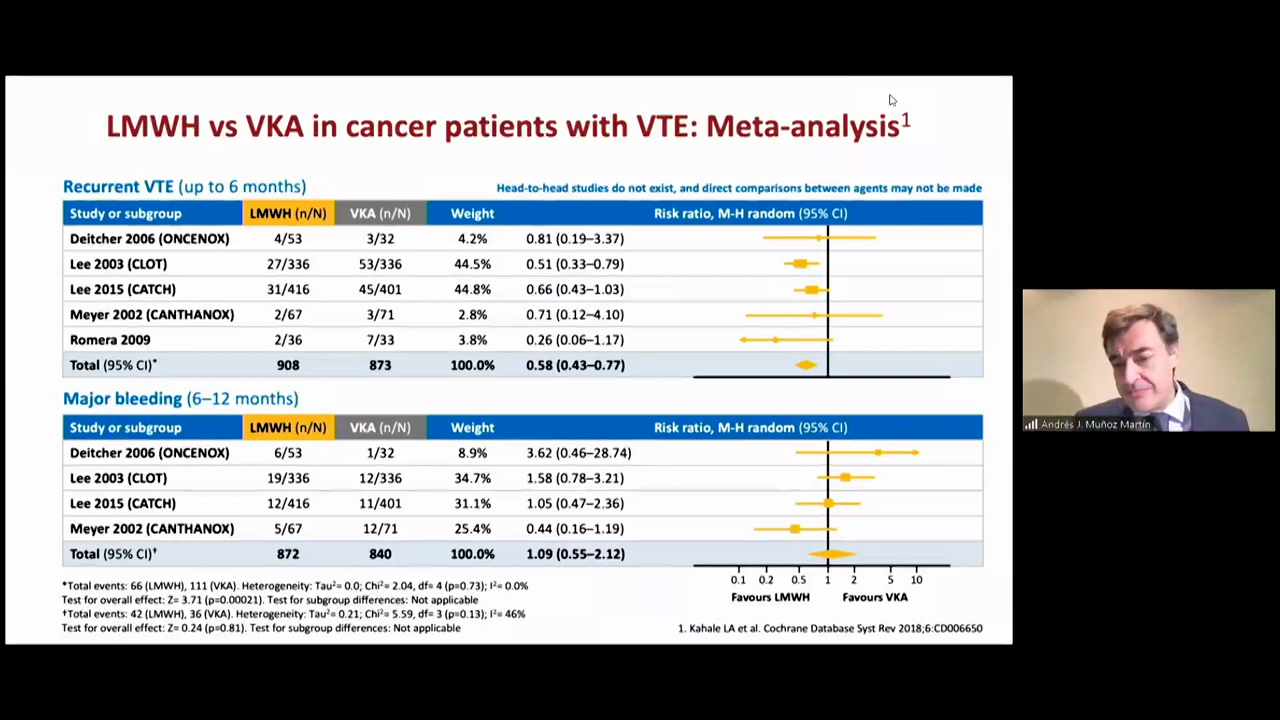 LMWH vs VKA in cancer patients with VTE: Meta-analysis1
Recurrent VTE (up to 6 months)
Head-to-head studies do not exist, and direct comparisons between agents may not be made
Study or subgroup LMWH (n/N) VKA (n/N) Weight Risk ratio, M-H random (95% CI)
Deitcher 2006 (ONCENOX) 4/53 3/32 4.2% 0.81 (0.19–3.37)
Lee 2003 (CLOT) 27/336 53/336 44.5% 0.51 (0.33–0.79)
Lee 2015 (CATCH) 31/416 45/401 44.8% 0.66 (0.43–1.03)
Meyer 2002 (CANTHANOX) 2/67 3/71 2.8% 0.71 (0.12–4.10)
Romera 2009 2/36 7/33 3.8% 0.26 (0.06–1.17)
Total (95% CI)* 908 873 100.0% 0.58 (0.43–0.77)
Major bleeding (6–12 months)
Study or subgroup LMWH (n/N) VKA (n/N) Weight Risk ratio, M-H random (95% CI)
Deitcher 2006 (ONCENOX) 6/53 1/32 8.9% 3.62 (0.46–28.74)
Lee 2003 (CLOT) 19/336 12/336 34.7% 1.58 (0.78–3.21)
Lee 2015 (CATCH) 12/416 11/401 31.1% 1.05 (0.47–2.36)
Meyer 2002 (CANTHANOX) 5/67 12/71 25.4% 0.44 (0.16–1.19)
Total (95% CI)† 872 840 100.0% 1.09 (0.55–2.12)
0.1 0.2 0.5 1 2 5 10
Favours LMWH Favours VKA
*Total events: 66 (LMWH), 111 (VKA). Heterogeneity: Tau²= 0.0; Chi²= 2.04, df= 4 (p=0.73); I²= 0.0%
Test for overall effect: Z= 3.71 (p=0.00021). Test for subgroup differences: Not applicable
†Total events: 42 (LMWH), 36 (VKA). Heterogeneity: Tau²= 0.21; Chi²= 5.59, df= 3 (p=0.13); I²= 46%
Test for overall effect: Z= 0.24 (p=0.81). Test for subgroup differences: Not applicable
1. Kahale LA et al. Cochrane Database Syst Rev 2018;6:CD006650
Andrés J. Muñoz Martín